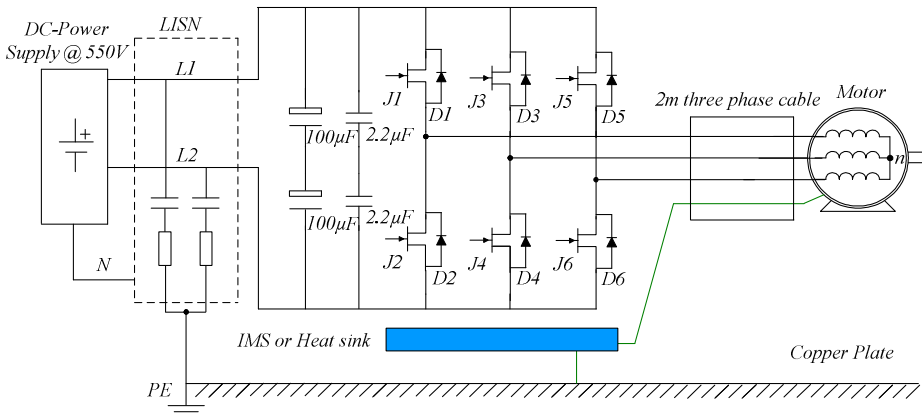 DC-Power
Supply @ 550V
LISN
L1
L2
N
PE
100μF
2.2μF
100μF
2.2μF
J1
D1
J3
D3
J5
D5
J2
D2
J4
D4
J6
D6
2m three phase cable
Motor
n
IMS or Heat sink
Copper Plate